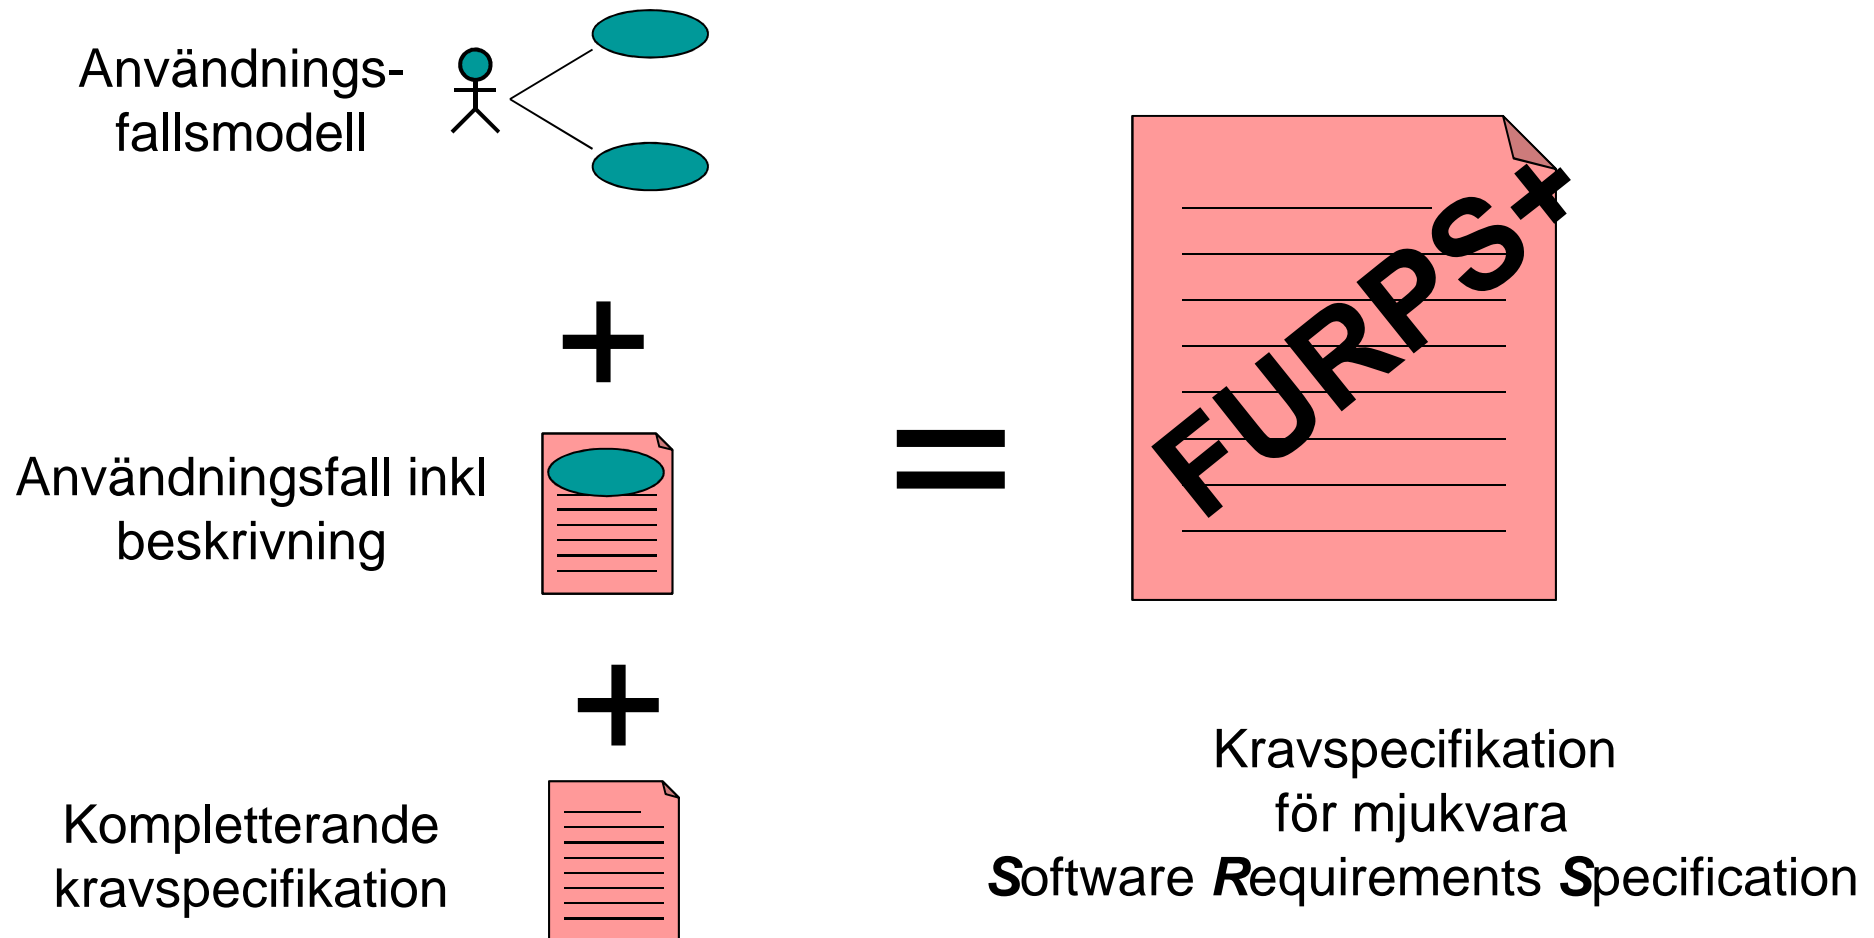 Användnings-
fallsmodell
+
Användningsfall inkl
beskrivning
+
Kompletterande
kravspecifikation
=
FURPS+
Kravspecifikation
för mjukvara
Software Requirements Specification